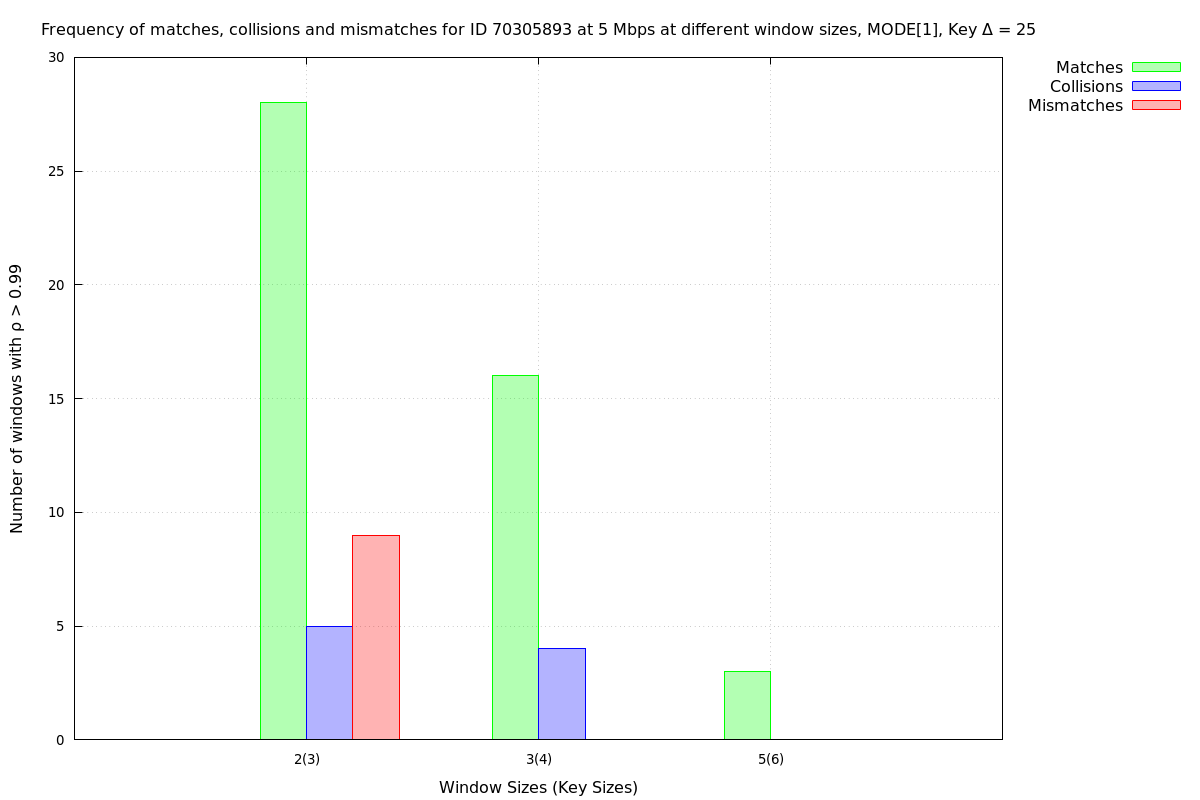 Frequency of matches, collisions and mismatches for ID 70305893 at 5 Mbps at different window sizes, MODE[1], Key Δ = 25
Matches
Collisions
Mismatches
Number of windows with ρ > 0.99
30
25
20
15
10
5
0
2(3) 3(4) 5(6)
Window Sizes (Key Sizes)